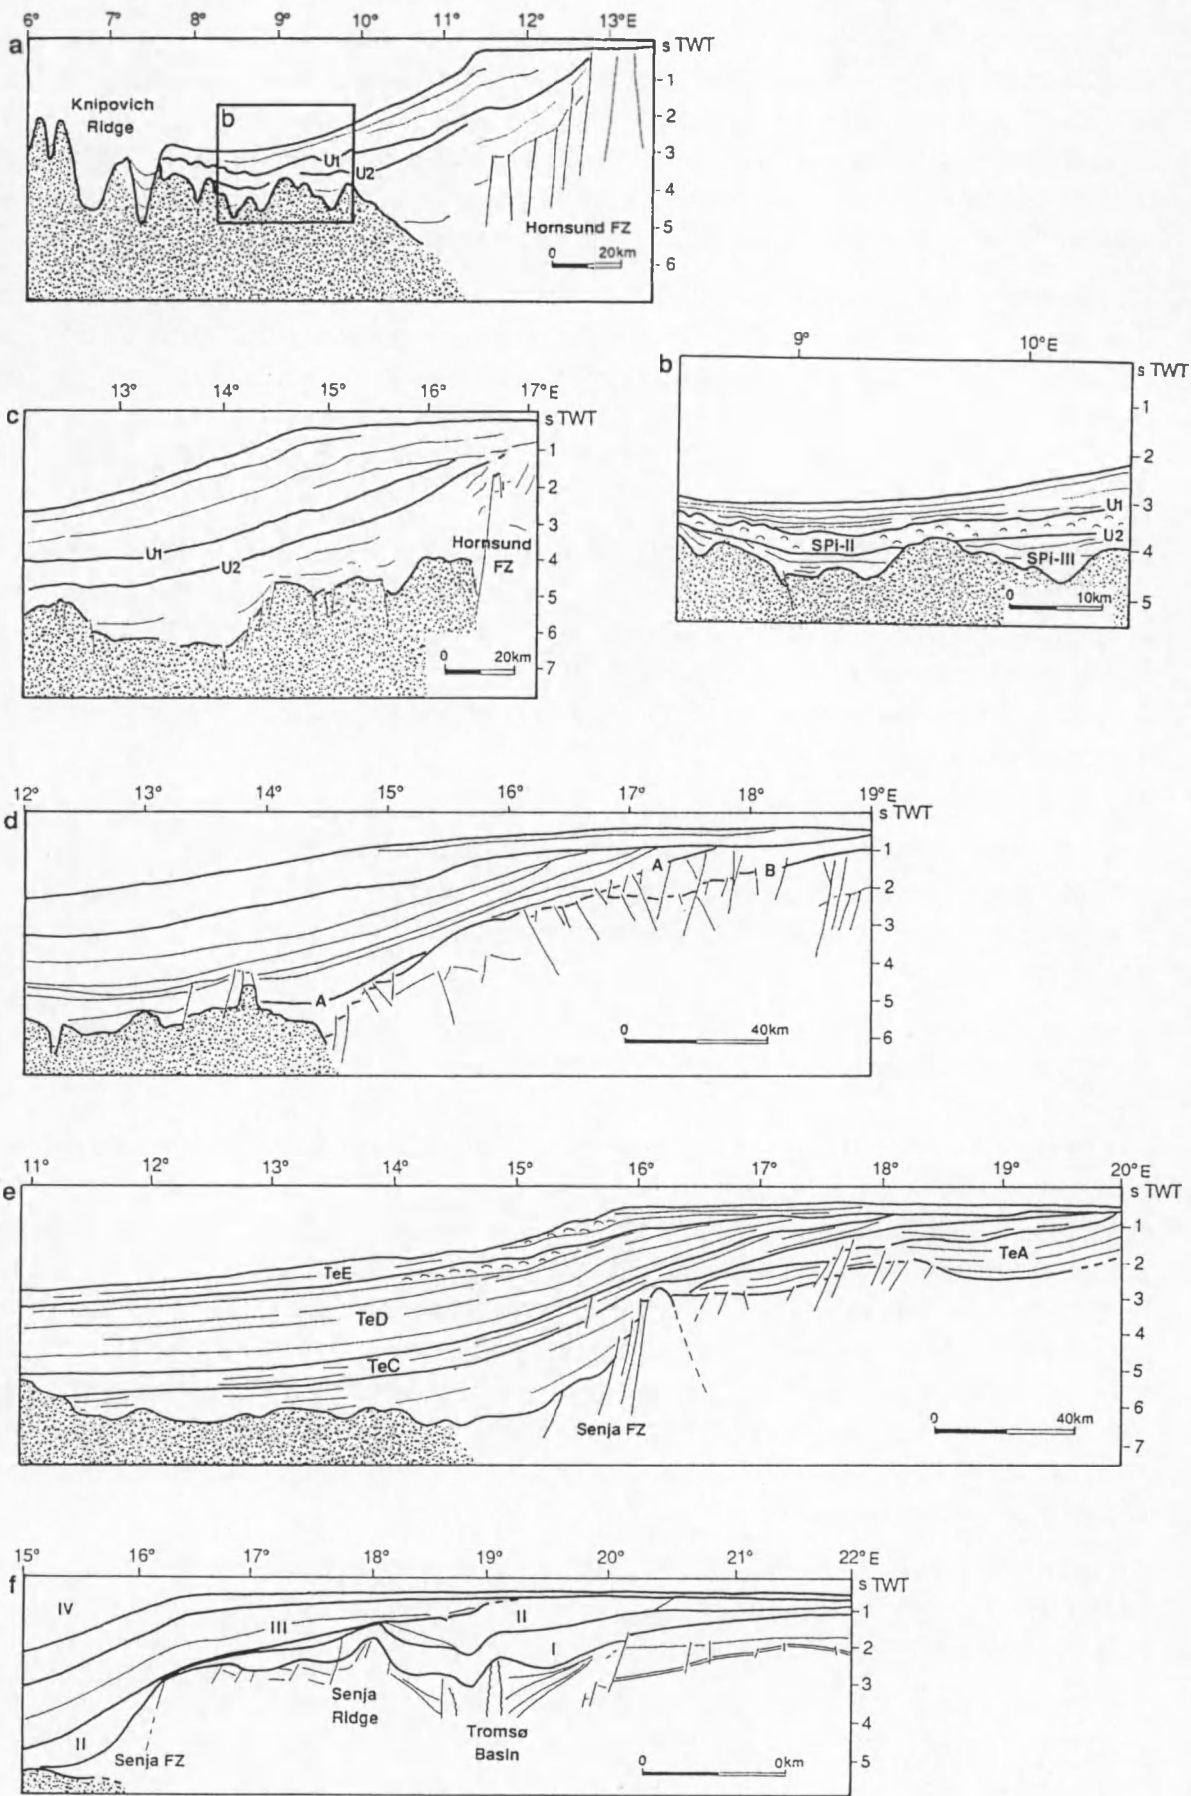 6° 7° 8° 9° 10° 11° 12° 13°E
a
s TWT
1
2
3
4
5
6
Knipovich
Ridge
b
U1
U2
Hornsund FZ
0 20km
9° 10°E
b
s TWT
1
2
3
4
5
U1
U2
SPi-II
SPi-III
0 10km
13° 14° 15° 16° 17°E
c
s TWT
1
2
3
4
5
6
7
U1
U2
Hornsund
FZ
0 20km
12° 13° 14° 15° 16° 17° 18° 19°E
d
s TWT
1
2
3
4
5
6
A
B
A
0 40km
11° 12° 13° 14° 15° 16° 17° 18° 19° 20°E
e
s TWT
1
2
3
4
5
6
7
TeA
TeE
TeD
TeC
Senja FZ
0 40km
15° 16° 17° 18° 19° 20° 21° 22°E
f
s TWT
1
2
3
4
5
IV
III
II
I
II
Senja FZ
Senja
Ridge
Tromsø
Basin
0 0km